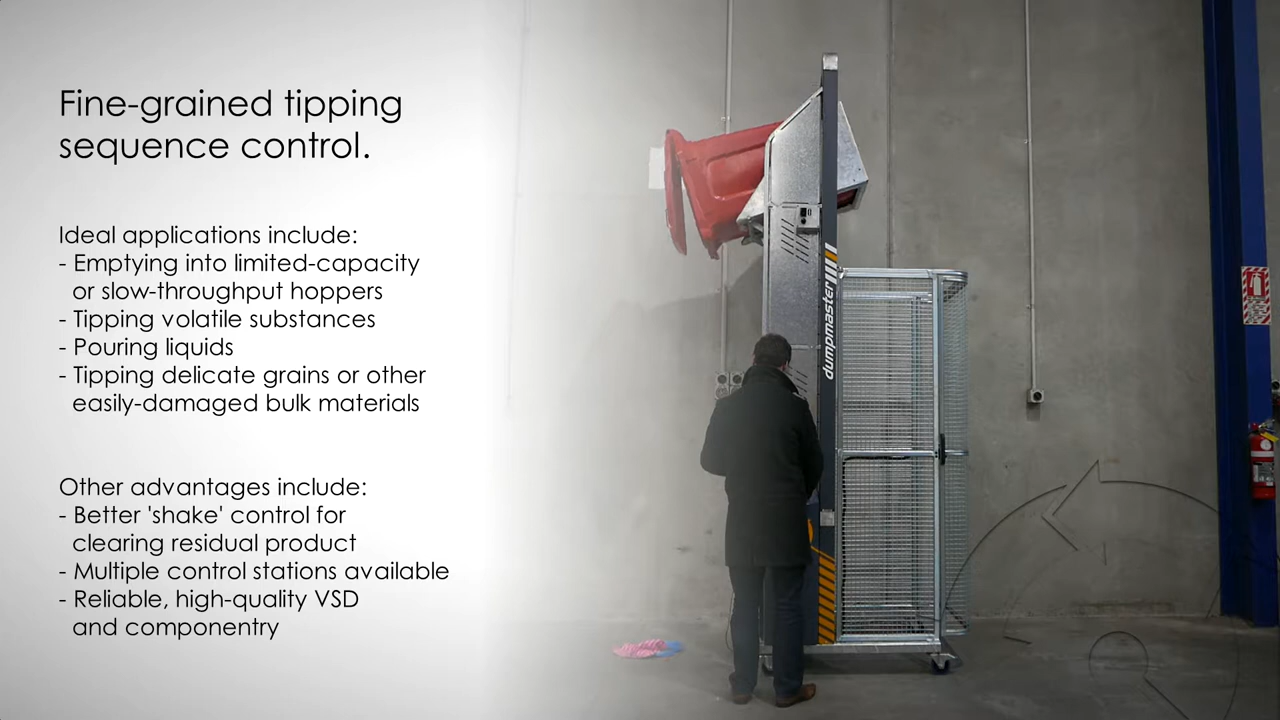 Fine-grained tipping
sequence control.
Ideal applications include:
- Emptying into limited-capacity
or slow-throughput hoppers
- Tipping volatile substances
- Pouring liquids
- Tipping delicate grains or other
easily-damaged bulk materials
Other advantages include:
- Better 'shake' control for
clearing residual product
- Multiple control stations available
- Reliable, high-quality VSD
and componentry
dumpmaster